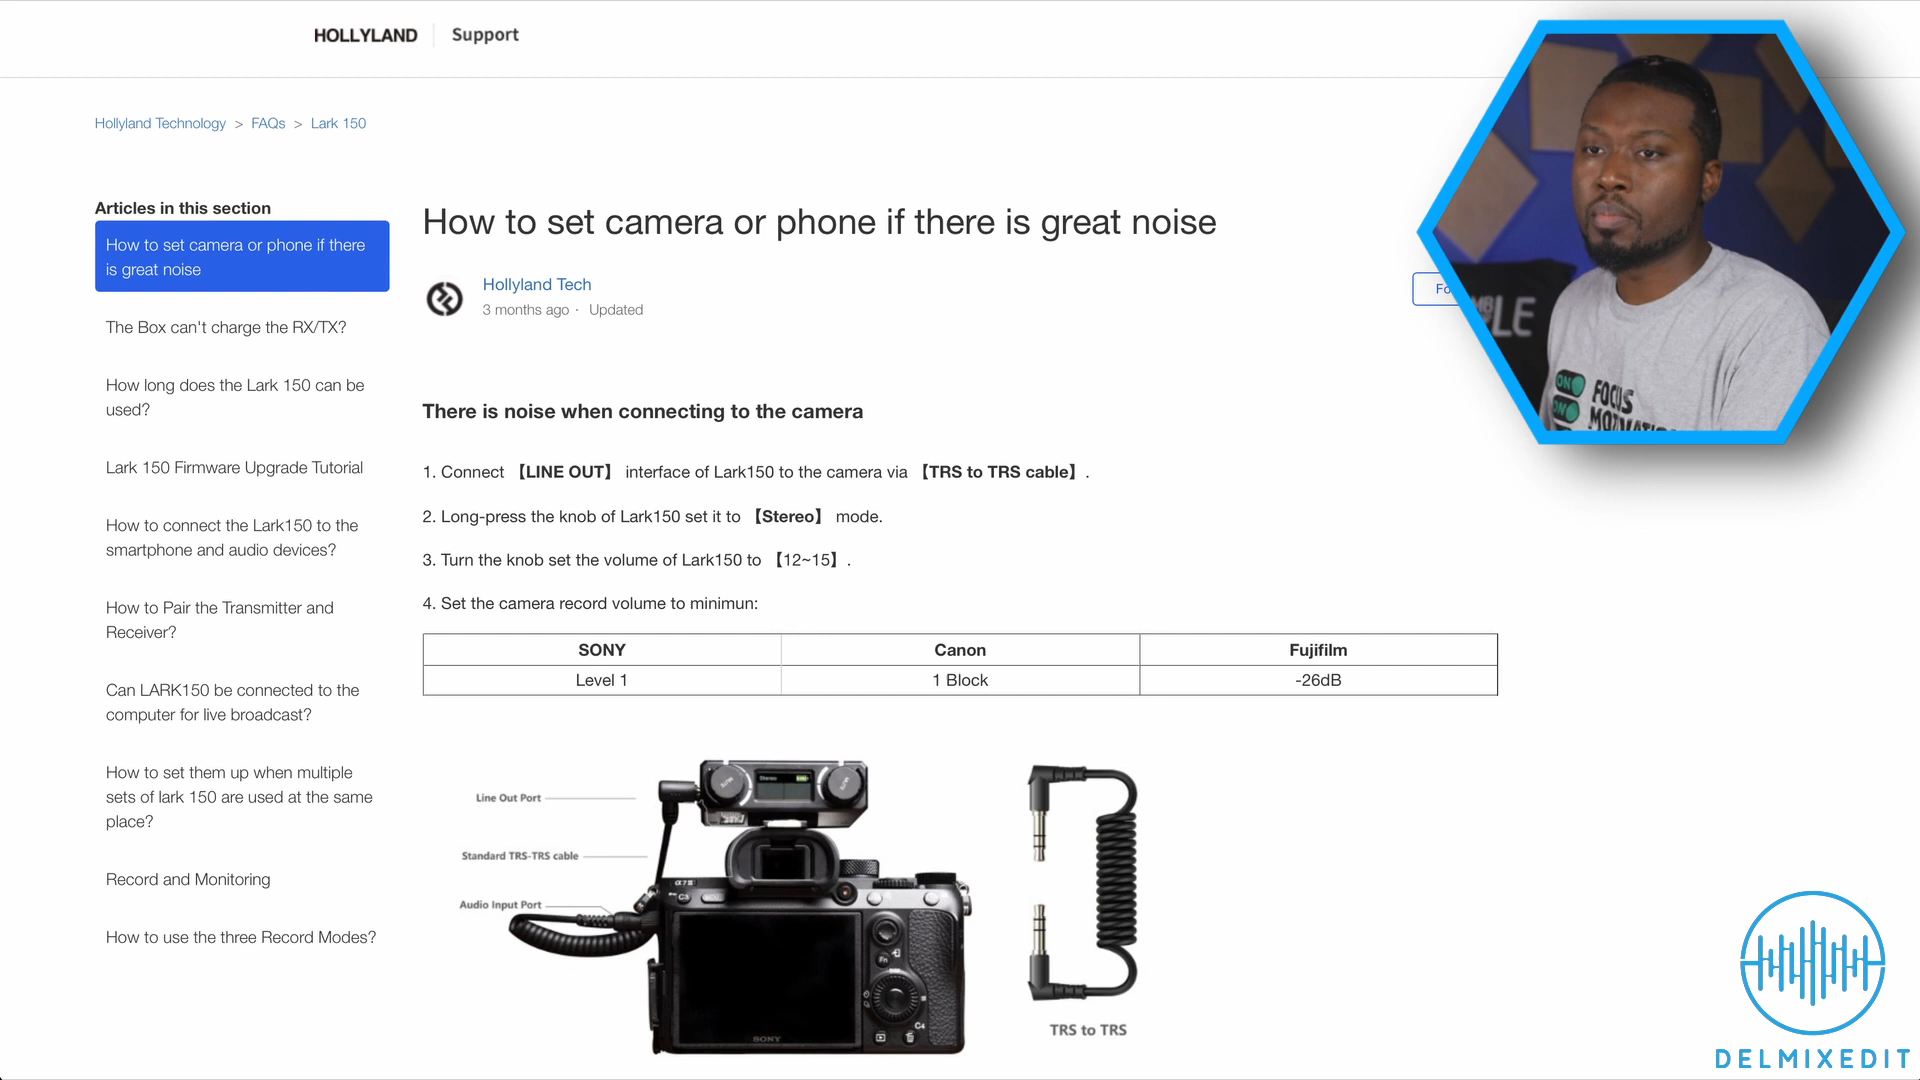 HOLLYLAND Support
Hollyland Technology > FAQs > Lark 150
Articles in this section
How to set camera or phone if there
is great noise
The Box can't charge the RX/TX?
How long does the Lark 150 can be
used?
Lark 150 Firmware Upgrade Tutorial
How to connect the Lark150 to the
smartphone and audio devices?
How to Pair the Transmitter and
Receiver?
Can LARK150 be connected to the
computer for live broadcast?
How to set them up when multiple
sets of lark 150 are used at the same
place?
Record and Monitoring
How to use the three Record Modes?
How to set camera or phone if there is great noise
Hollyland Tech
3 months ago · Updated
Fo
There is noise when connecting to the camera
1. Connect 【LINE OUT】 interface of Lark150 to the camera via 【TRS to TRS cable】.
2. Long-press the knob of Lark150 set it to 【Stereo】 mode.
3. Turn the knob set the volume of Lark150 to 【12~15】.
4. Set the camera record volume to minimun:
SONY Canon Fujifilm
Level 1 1 Block -26dB
Line Out Port
Standard TRS-TRS cable
Audio Input Port
Stereo
α7III
C3
Fn
C4
SONY
TRS to TRS
ON FOCUS
ON
DELMIXEDIT